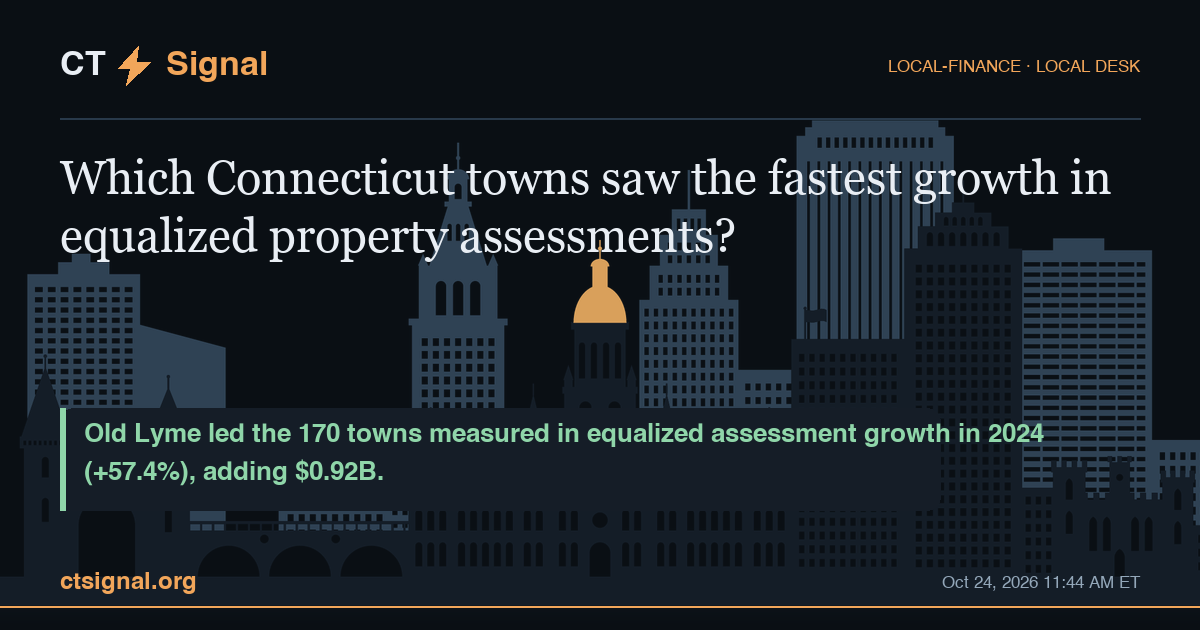 CT Signal
LOCAL-FINANCE · LOCAL DESK
Which Connecticut towns saw the fastest growth in
equalized property assessments?
Old Lyme led the 170 towns measured in equalized assessment growth in 2024
(+57.4%), adding $0.92B.
ctsignal.org
Oct 24, 2026 11:44 AM ET